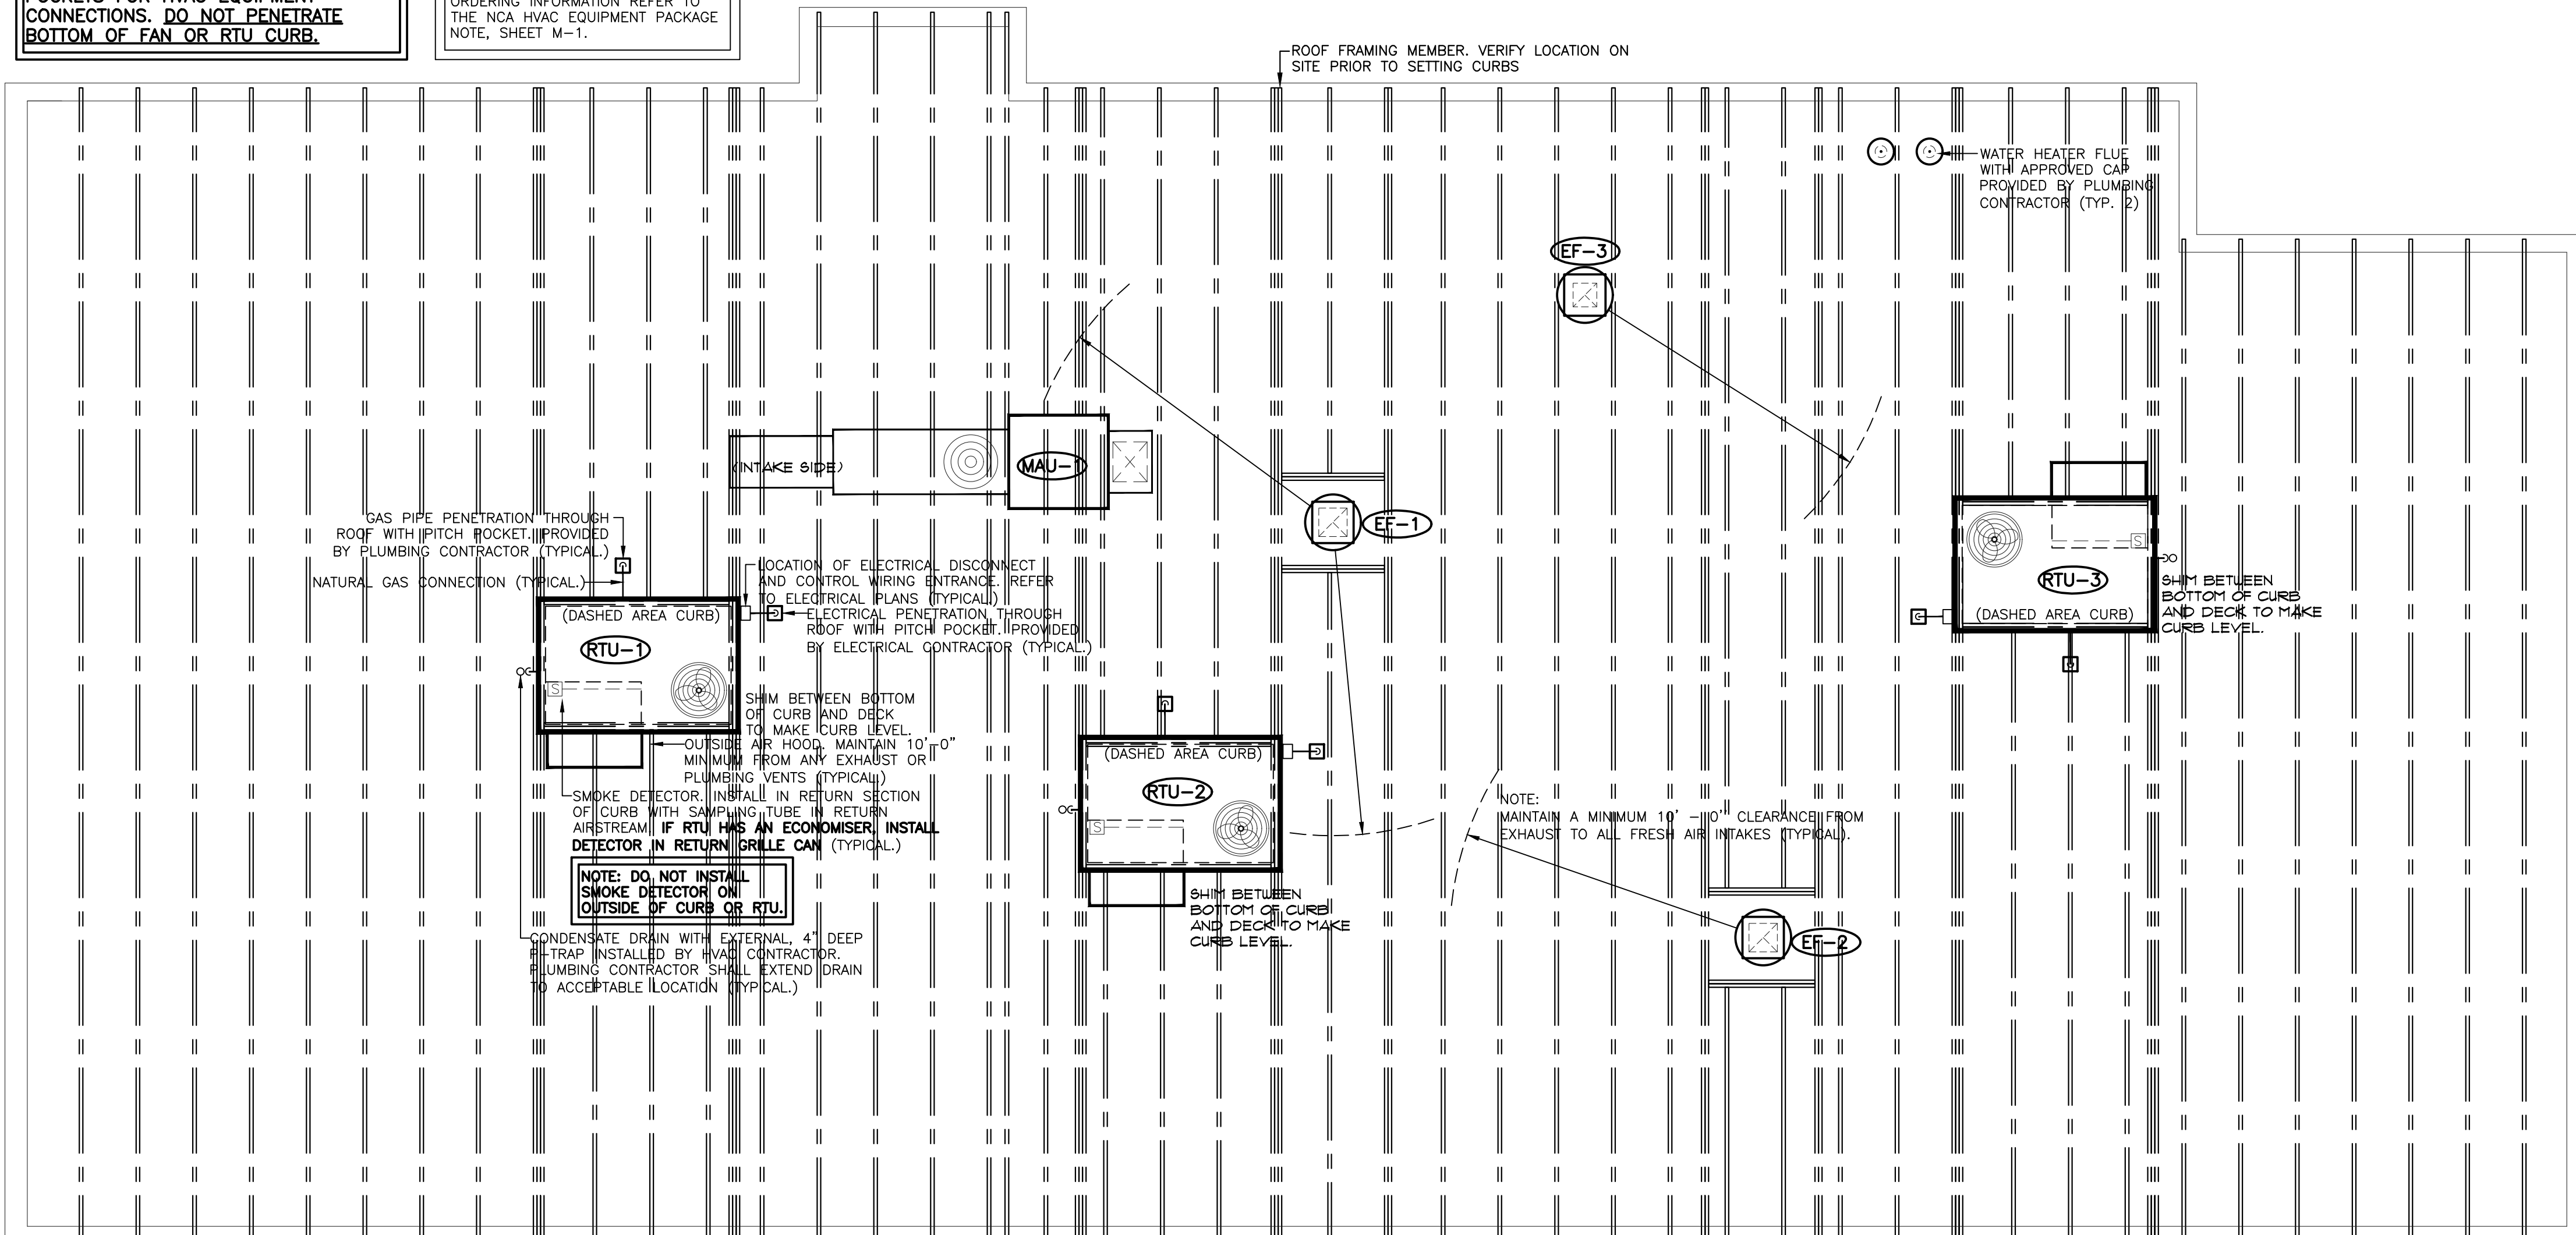 POCKETS FOR HVAC EQUIPMENT
CONNECTIONS. DO NOT PENETRATE
BOTTOM OF FAN OR RTU CURB.
ORDERING INFORMATION REFER TO
THE NCA HVAC EQUIPMENT PACKAGE
NOTE, SHEET M-1.
ROOF FRAMING MEMBER. VERIFY LOCATION ON
SITE PRIOR TO SETTING CURBS
WATER HEATER FLUE
WITH APPROVED CAP
PROVIDED BY PLUMBING
CONTRACTOR (TYP. 2)
EF-3
(INTAKE SIDE)
MAU-1
EF-1
GAS PIPE PENETRATION THROUGH
ROOF WITH PITCH POCKET. PROVIDED
BY PLUMBING CONTRACTOR (TYPICAL.)
NATURAL GAS CONNECTION (TYPICAL.)
LOCATION OF ELECTRICAL DISCONNECT
AND CONTROL WIRING ENTRANCE. REFER
TO ELECTRICAL PLANS (TYPICAL.)
ELECTRICAL PENETRATION THROUGH
ROOF WITH PITCH POCKET. PROVIDED
BY ELECTRICAL CONTRACTOR (TYPICAL.)
(DASHED AREA CURB)
RTU-1
S
SHIM BETWEEN BOTTOM
OF CURB AND DECK
TO MAKE CURB LEVEL.
OUTSIDE AIR HOOD. MAINTAIN 10'-0"
MINIMUM FROM ANY EXHAUST OR
PLUMBING VENTS (TYPICAL.)
SMOKE DETECTOR. INSTALL IN RETURN SECTION
OF CURB WITH SAMPLING TUBE IN RETURN
AIRSTREAM. IF RTU HAS AN ECONOMISER, INSTALL
DETECTOR IN RETURN GRILLE CAN (TYPICAL.)
NOTE: DO NOT INSTALL
SMOKE DETECTOR ON
OUTSIDE OF CURB OR RTU.
CONDENSATE DRAIN WITH EXTERNAL, 4" DEEP
P-TRAP INSTALLED BY HVAC CONTRACTOR.
PLUMBING CONTRACTOR SHALL EXTEND DRAIN
TO ACCEPTABLE LOCATION (TYPICAL.)
(DASHED AREA CURB)
RTU-2
S
SHIM BETWEEN
BOTTOM OF CURB
AND DECK TO MAKE
CURB LEVEL.
NOTE:
MAINTAIN A MINIMUM 10' - 0" CLEARANCE FROM
EXHAUST TO ALL FRESH AIR INTAKES (TYPICAL).
EF-2
S
RTU-3
(DASHED AREA CURB)
SHIM BETWEEN
BOTTOM OF CURB
AND DECK TO MAKE
CURB LEVEL.